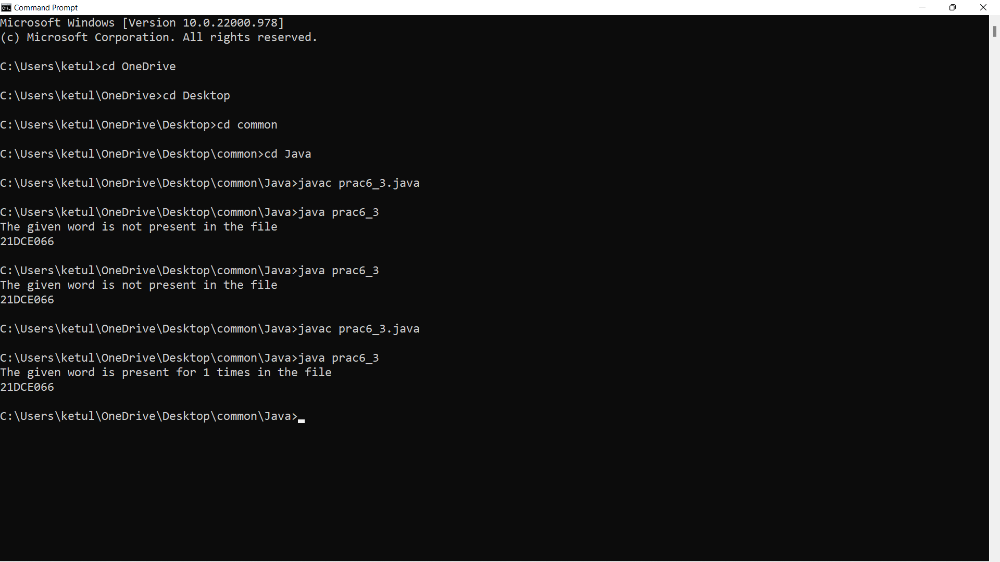 Command Prompt
Microsoft Windows [Version 10.0.22000.978]
(c) Microsoft Corporation. All rights reserved.
C:\Users\ketul>cd OneDrive
C:\Users\ketul\OneDrive>cd Desktop
C:\Users\ketul\OneDrive\Desktop>cd common
C:\Users\ketul\OneDrive\Desktop\common>cd Java
C:\Users\ketul\OneDrive\Desktop\common\Java>javac prac6_3.java
C:\Users\ketul\OneDrive\Desktop\common\Java>java prac6_3
The given word is not present in the file
21DCE066
C:\Users\ketul\OneDrive\Desktop\common\Java>java prac6_3
The given word is not present in the file
21DCE066
C:\Users\ketul\OneDrive\Desktop\common\Java>javac prac6_3.java
C:\Users\ketul\OneDrive\Desktop\common\Java>java prac6_3
The given word is present for 1 times in the file
21DCE066
C:\Users\ketul\OneDrive\Desktop\common\Java>